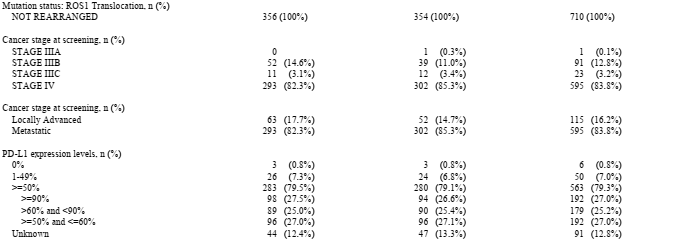 Mutation status: ROS1 Translocation, n (%)
NOT REARRANGED 356 (100%) 354 (100%) 710 (100%)
Cancer stage at screening, n (%)
STAGE IIIA 0 1 (0.3%) 1 (0.1%)
STAGE IIIB 52 (14.6%) 39 (11.0%) 91 (12.8%)
STAGE IIIC 11 (3.1%) 12 (3.4%) 23 (3.2%)
STAGE IV 293 (82.3%) 302 (85.3%) 595 (83.8%)
Cancer stage at screening, n (%)
Locally Advanced 63 (17.7%) 52 (14.7%) 115 (16.2%)
Metastatic 293 (82.3%) 302 (85.3%) 595 (83.8%)
PD-L1 expression levels, n (%)
0% 3 (0.8%) 3 (0.8%) 6 (0.8%)
1-49% 26 (7.3%) 24 (6.8%) 50 (7.0%)
>=50% 283 (79.5%) 280 (79.1%) 563 (79.3%)
>=90% 98 (27.5%) 94 (26.6%) 192 (27.0%)
>60% and <90% 89 (25.0%) 90 (25.4%) 179 (25.2%)
>=50% and <=60% 96 (27.0%) 96 (27.1%) 192 (27.0%)
Unknown 44 (12.4%) 47 (13.3%) 91 (12.8%)